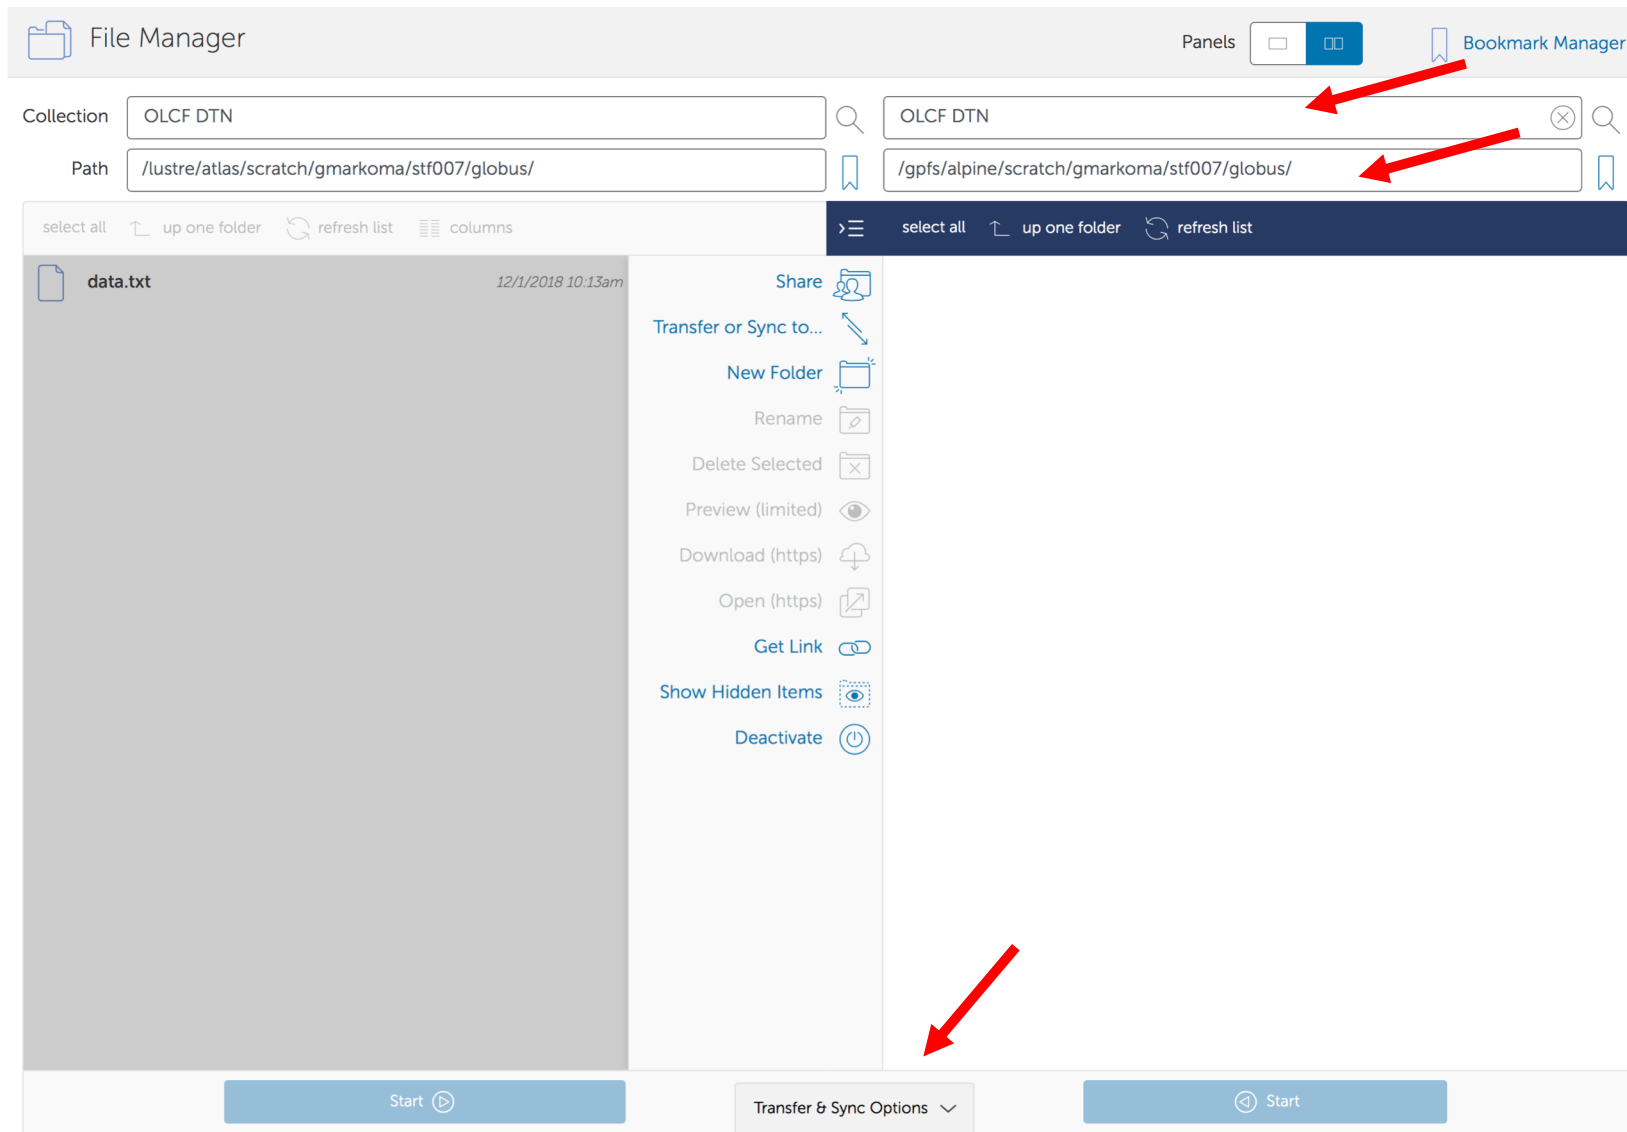 File Manager
Panels
Bookmark Manager
Collection
OLCF DTN
OLCF DTN
Path
/lustre/atlas/scratch/gmarkoma/stf007/globus/
/gpfs/alpine/scratch/gmarkoma/stf007/globus/
select all up one folder refresh list columns
select all up one folder refresh list
data.txt 12/1/2018 10:13am
Share
Transfer or Sync to...
New Folder
Rename
Delete Selected
Preview (limited)
Download (https)
Open (https)
Get Link
Show Hidden Items
Deactivate
Start
Transfer & Sync Options
Start